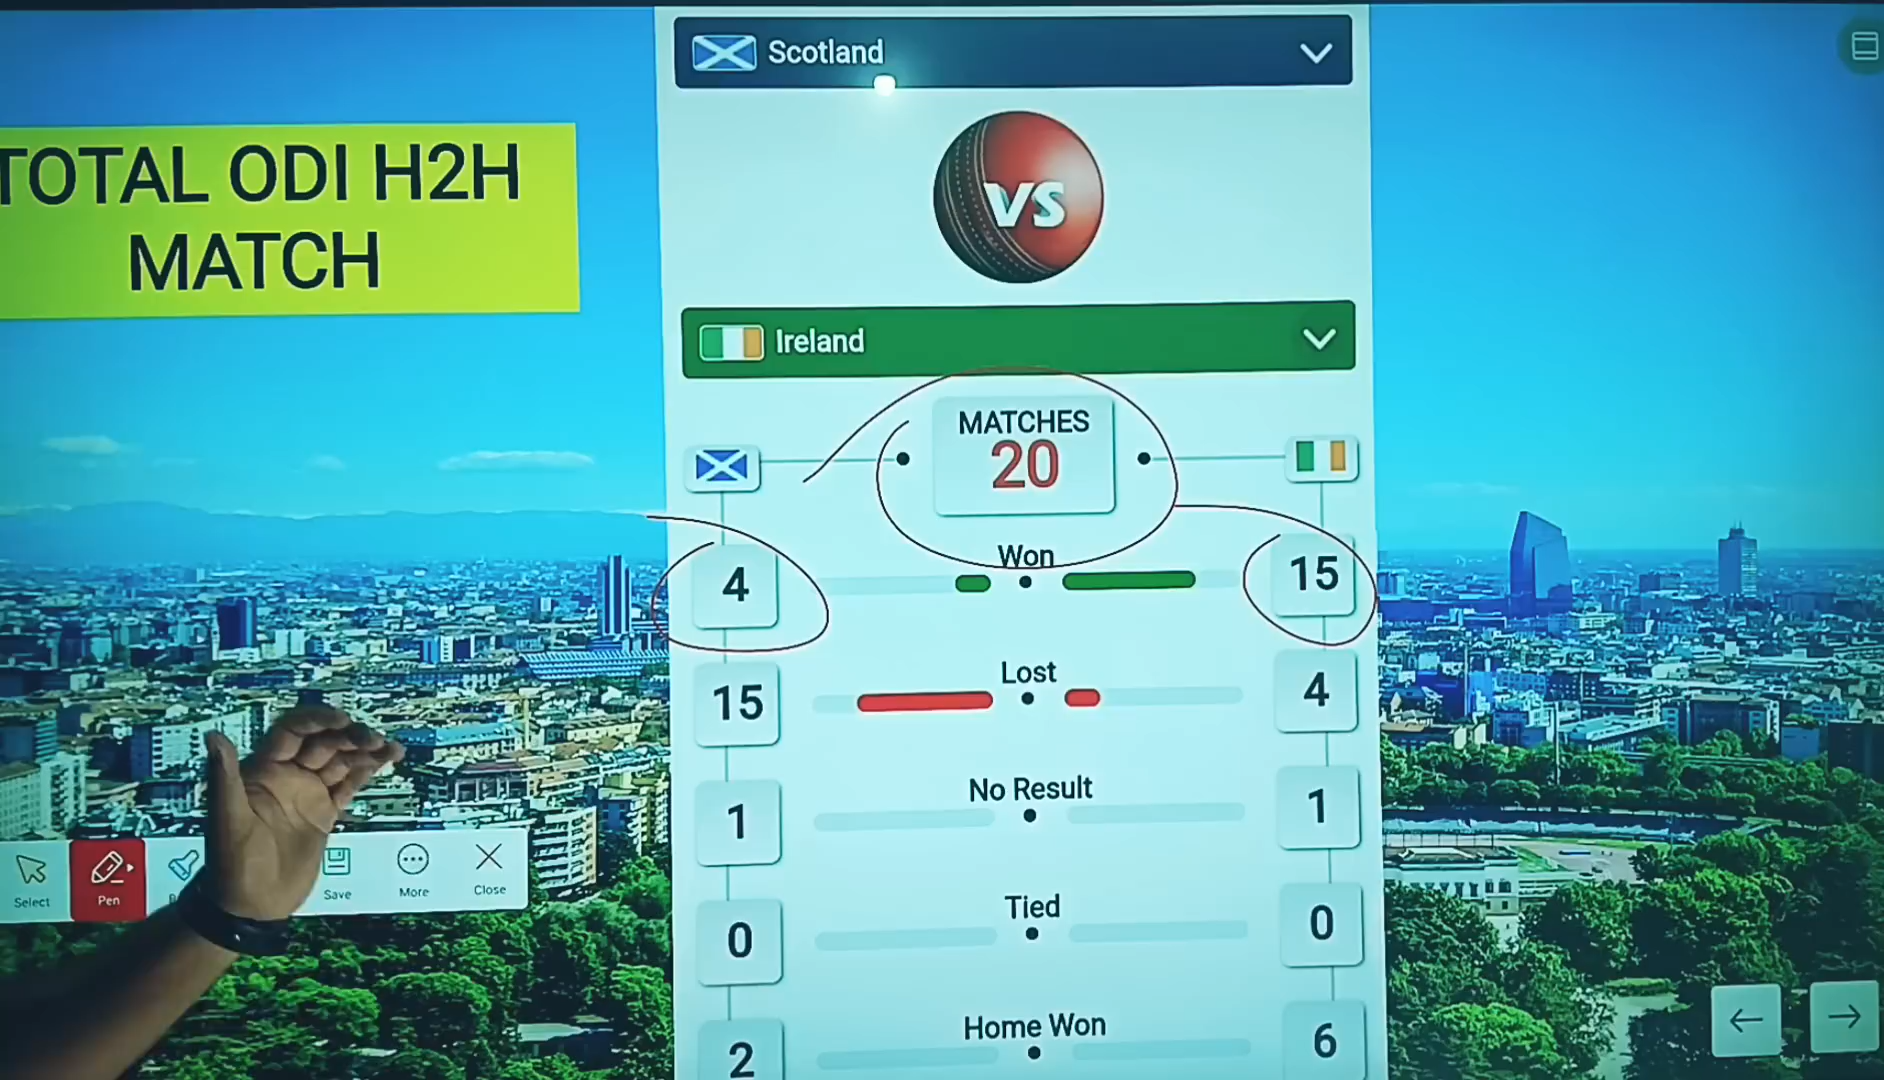 Scotland
TOTAL ODI H2H
MATCH
VS
Ireland
MATCHES
20
Won
4
15
Lost
15
4
No Result
1
1
Tied
0
0
Home Won
2
6
Select
Pen
Save
More
Close